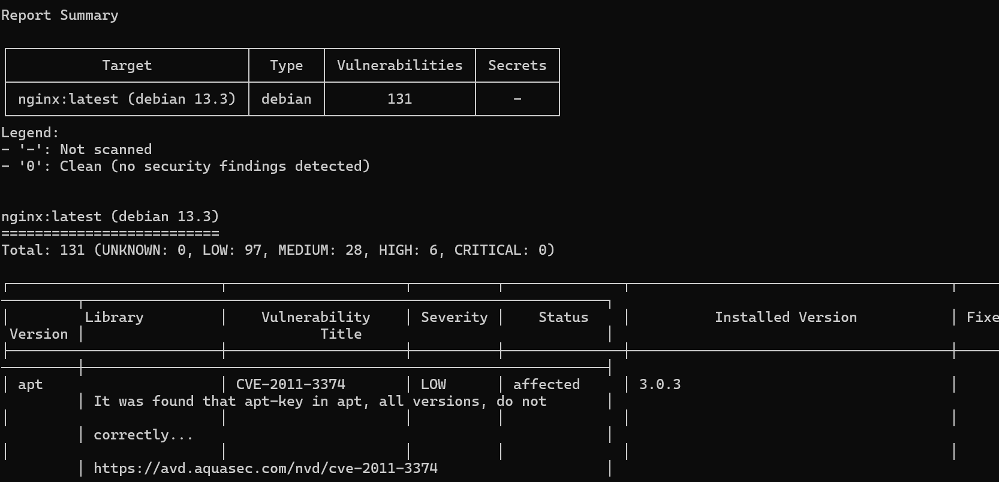 Report Summary
Target Type Vulnerabilities Secrets
nginx:latest (debian 13.3) debian 131 -
Legend:
- '-': Not scanned
- '0': Clean (no security findings detected)
nginx:latest (debian 13.3)
==========================
Total: 131 (UNKNOWN: 0, LOW: 97, MEDIUM: 28, HIGH: 6, CRITICAL: 0)
Library Vulnerability Severity Status Installed Version Fixe
Version Title
apt CVE-2011-3374 LOW affected 3.0.3
It was found that apt-key in apt, all versions, do not
correctly...
https://avd.aquasec.com/nvd/cve-2011-3374